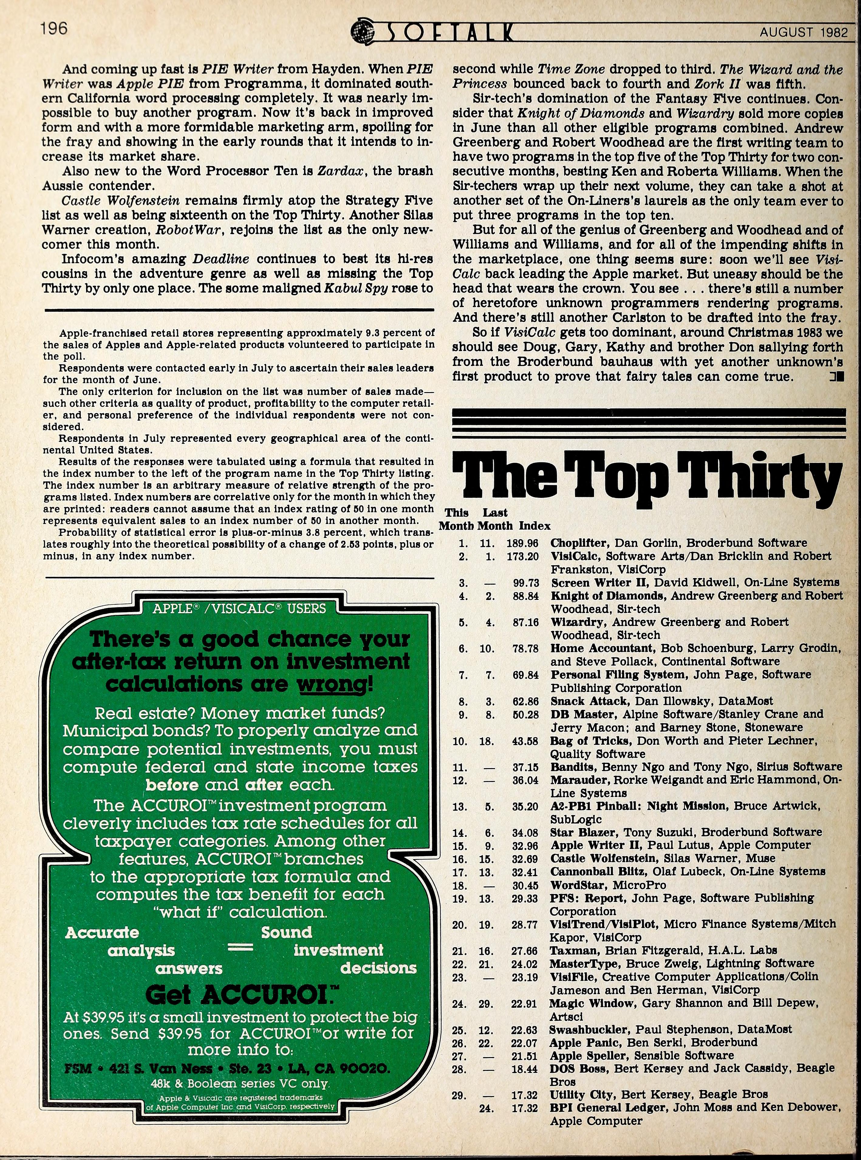 196
SOFTALK
AUGUST 1982
And coming up fast is PIE Writer from Hayden. When PIE
Writer was Apple PIE from Programma, it dominated south-
ern California word processing completely. It was nearly im-
possible to buy another program. Now it's back in improved
form and with a more formidable marketing arm, spoiling for
the fray and showing in the early rounds that it intends to in-
crease its market share.
Also new to the Word Processor Ten is Zardax, the brash
Aussie contender.
Castle Wolfenstein remains firmly atop the Strategy Five
list as well as being sixteenth on the Top Thirty. Another Silas
Warner creation, RobotWar, rejoins the list as the only new-
comer this month.
Infocom's amazing Deadline continues to best its hi-res
cousins in the adventure genre as well as missing the Top
Thirty by only one place. The some maligned Kabul Spy rose to
Apple-franchised retail stores representing approximately 9.3 percent of
the sales of Apples and Apple-related products volunteered to participate in
the poll.
Respondents were contacted early in July to ascertain their sales leaders
for the month of June.
The only criterion for inclusion on the list was number of sales made—
such other criteria as quality of product, profitability to the computer retail-
er, and personal preference of the individual respondents were not con-
sidered.
Respondents in July represented every geographical area of the conti-
nental United States.
Results of the responses were tabulated using a formula that resulted in
the index number to the left of the program name in the Top Thirty listing.
The index number is an arbitrary measure of relative strength of the pro-
grams listed. Index numbers are correlative only for the month in which they
are printed: readers cannot assume that an index rating of 50 in one month
represents equivalent sales to an index number of 50 in another month.
Probability of statistical error is plus-or-minus 3.8 percent, which trans-
lates roughly into the theoretical possibility of a change of 2.53 points, plus or
minus, in any index number.
APPLE® /VISICALC® USERS
There's a good chance your
after-tax return on investment
calculations are wrong!
Real estate? Money market funds?
Municipal bonds? To properly analyze and
compare potential investments, you must
compute federal and state income taxes
before and after each.
The ACCUROI™ investment program
cleverly includes tax rate schedules for all
taxpayer categories. Among other
features, ACCUROI™ branches
to the appropriate tax formula and
computes the tax benefit for each
"what if" calculation.
Accurate Sound
analysis = investment
answers decisions
Get ACCUROI.™
At $39.95 it's a small investment to protect the big
ones. Send $39.95 for ACCUROI™ or write for
more info to:
FSM • 421 S. Van Ness • Ste. 23 • LA, CA 90020.
48k & Boolean series VC only
Apple & Visicalc are registered trademarks
of Apple Computer Inc and VisiCorp. respectively
second while Time Zone dropped to third. The Wizard and the
Princess bounced back to fourth and Zork II was fifth.
Sir-tech's domination of the Fantasy Five continues. Con-
sider that Knight of Diamonds and Wizardry sold more copies
in June than all other eligible programs combined. Andrew
Greenberg and Robert Woodhead are the first writing team to
have two programs in the top five of the Top Thirty for two con-
secutive months, besting Ken and Roberta Williams. When the
Sir-techers wrap up their next volume, they can take a shot at
another set of the On-Liners's laurels as the only team ever to
put three programs in the top ten.
But for all of the genius of Greenberg and Woodhead and of
Williams and Williams, and for all of the impending shifts in
the marketplace, one thing seems sure: soon we'll see Visi-
Calc back leading the Apple market. But uneasy should be the
head that wears the crown. You see . . . there's still a number
of heretofore unknown programmers rendering programs.
And there's still another Carlston to be drafted into the fray.
So if VisiCalc gets too dominant, around Christmas 1983 we
should see Doug, Gary, Kathy and brother Don sallying forth
from the Broderbund bauhaus with yet another unknown's
first product to prove that fairy tales can come true.
The Top Thirty
This Last
Month Month Index
1. 11. 189.96 Choplifter, Dan Gorlin, Broderbund Software
2. 1. 173.20 VisiCalc, Software Arts/Dan Bricklin and Robert
Frankston, VisiCorp
3. — 99.73 Screen Writer II, David Kidwell, On-Line Systems
4. 2. 88.84 Knight of Diamonds, Andrew Greenberg and Robert
Woodhead, Sir-tech
5. 4. 87.16 Wizardry, Andrew Greenberg and Robert
Woodhead, Sir-tech
6. 10. 78.78 Home Accountant, Bob Schoenburg, Larry Grodin,
and Steve Pollack, Continental Software
7. 7. 69.84 Personal Filing System, John Page, Software
Publishing Corporation
8. 3. 62.86 Snack Attack, Dan Illowsky, DataMost
9. 8. 50.28 DB Master, Alpine Software/Stanley Crane and
Jerry Macon; and Barney Stone, Stoneware
10. 18. 43.58 Bag of Tricks, Don Worth and Pieter Lechner,
Quality Software
11. — 37.15 Bandits, Benny Ngo and Tony Ngo, Sirius Software
12. — 36.04 Marauder, Rorke Weigandt and Eric Hammond, On-
Line Systems
13. 5. 35.20 A2-PB1 Pinball: Night Mission, Bruce Artwick,
SubLogic
14. 6. 34.08 Star Blazer, Tony Suzuki, Broderbund Software
15. 9. 32.96 Apple Writer II, Paul Lutus, Apple Computer
16. 15. 32.69 Castle Wolfenstein, Silas Warner, Muse
17. 13. 32.41 Cannonball Blitz, Olaf Lubeck, On-Line Systems
18. — 30.45 WordStar, MicroPro
19. 13. 29.33 PFS: Report, John Page, Software Publishing
Corporation
20. 19. 28.77 VisiTrend/VisiPlot, Micro Finance Systems/Mitch
Kapor, VisiCorp
21. 16. 27.66 Taxman, Brian Fitzgerald, H.A.L. Labs
22. 21. 24.02 MasterType, Bruce Zweig, Lightning Software
23. — 23.19 VisiFile, Creative Computer Applications/Colin
Jameson and Ben Herman, VisiCorp
24. 29. 22.91 Magic Window, Gary Shannon and Bill Depew,
Artsci
25. 12. 22.63 Swashbuckler, Paul Stephenson, DataMost
26. 22. 22.07 Apple Panic, Ben Serki, Broderbund
27. — 21.51 Apple Speller, Sensible Software
28. — 18.44 DOS Boss, Bert Kersey and Jack Cassidy, Beagle
Bros
29. — 17.32 Utility City, Bert Kersey, Beagle Bros
24. 17.32 BPI General Ledger, John Moss and Ken Debower,
Apple Computer